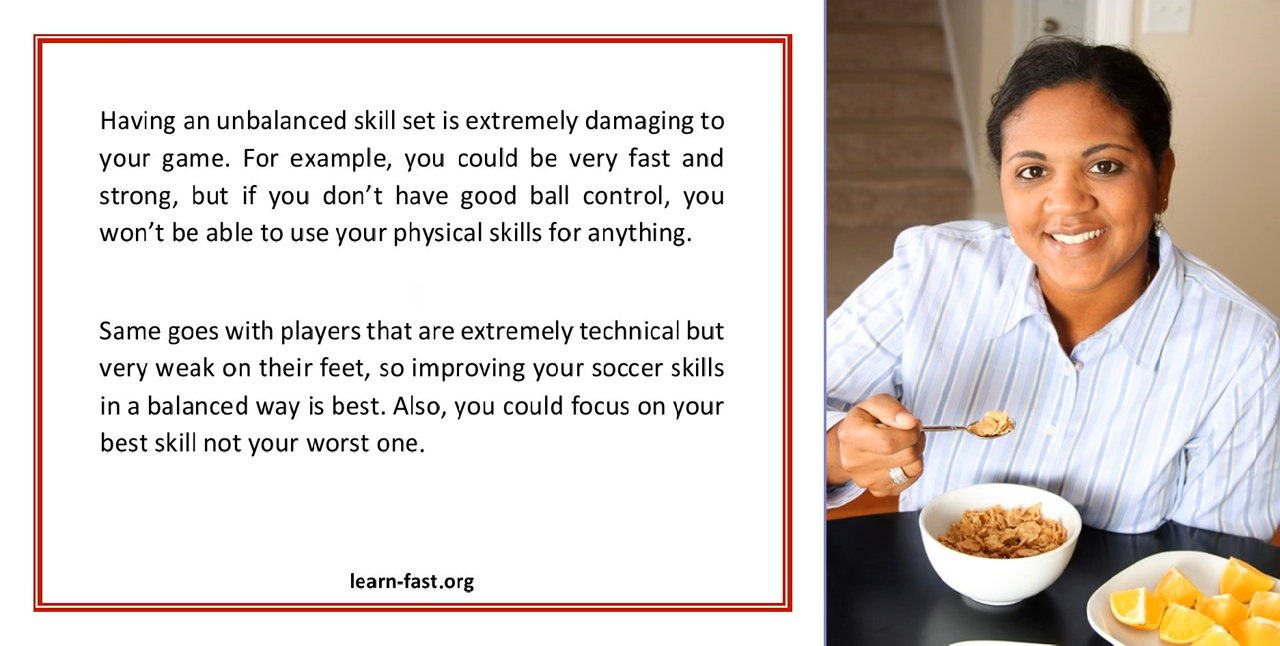 Having an unbalanced skill set is extremely damaging to
your game. For example, you could be very fast and
strong, but if you don’t have good ball control, you
won’t be able to use your physical skills for anything.
Same goes with players that are extremely technical but
very weak on their feet, so improving your soccer skills
in a balanced way is best. Also, you could focus on your
best skill not your worst one.
learn-fast.org